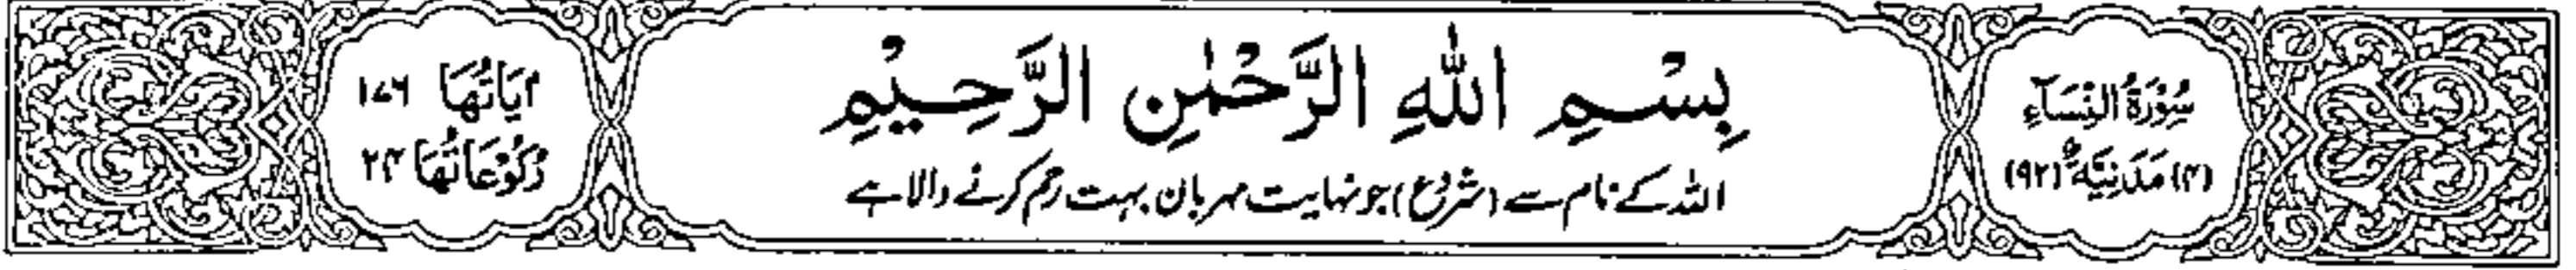 سُوْرَةُ النِّسَآءِ
(۴) مَدَنِيَّةٌ (۹۲)
بِسْمِ اللّٰهِ الرَّحْمٰنِ الرَّحِيْمِ
اللہ کے نام سے (شروع) جو نہایت مہربان بہت رحم کرنے والا ہے
اٰيَاتُهَا ۱۷۶
رُكُوْعَاتُهَا ۲۴